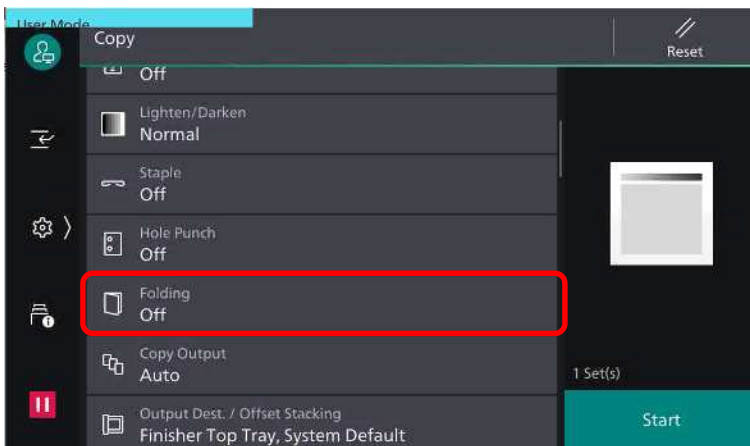 User Mode
Copy
Reset
Off
Lighten/Darken
Normal
Staple
Off
Hole Punch
Off
Folding
Off
Copy Output
Auto
1 Set(s)
Output Dest. / Offset Stacking
Finisher Top Tray, System Default
Start